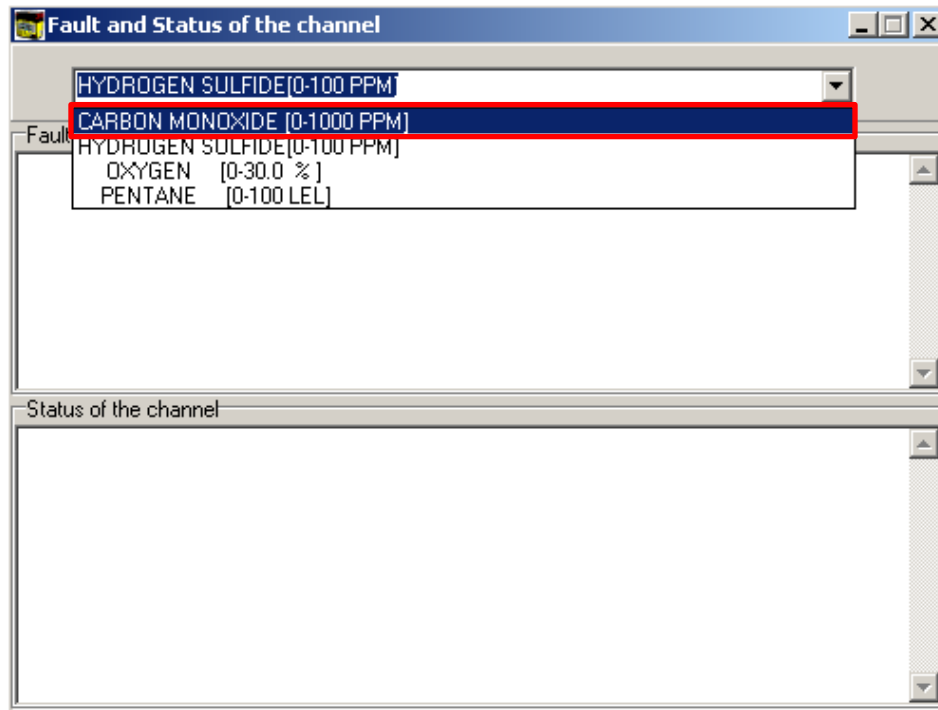 Fault and Status of the channel
HYDROGEN SULFIDE[0-100 PPM]
CARBON MONOXIDE [0-1000 PPM]
Fault
HYDROGEN SULFIDE[0-100 PPM]
OXYGEN [0-30.0 % ]
PENTANE [0-100 LEL]
Status of the channel